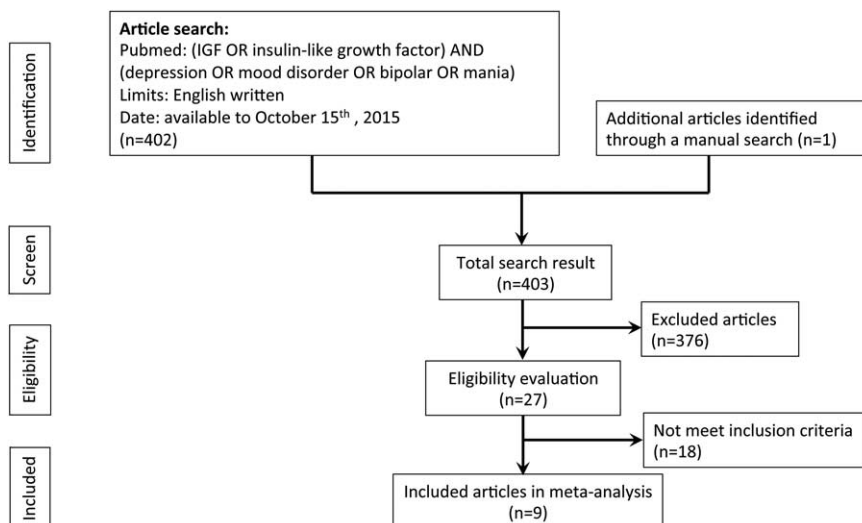 Identification
Article search:
Pubmed: (IGF OR insulin-like growth factor) AND
(depression OR mood disorder OR bipolar OR mania)
Limits: English written
Date: available to October 15th , 2015
(n=402)
Additional articles identified
through a manual search (n=1)
Screen
Total search result
(n=403)
Excluded articles
(n=376)
Eligibility
Eligibility evaluation
(n=27)
Not meet inclusion criteria
(n=18)
Included
Included articles in meta-analysis
(n=9)